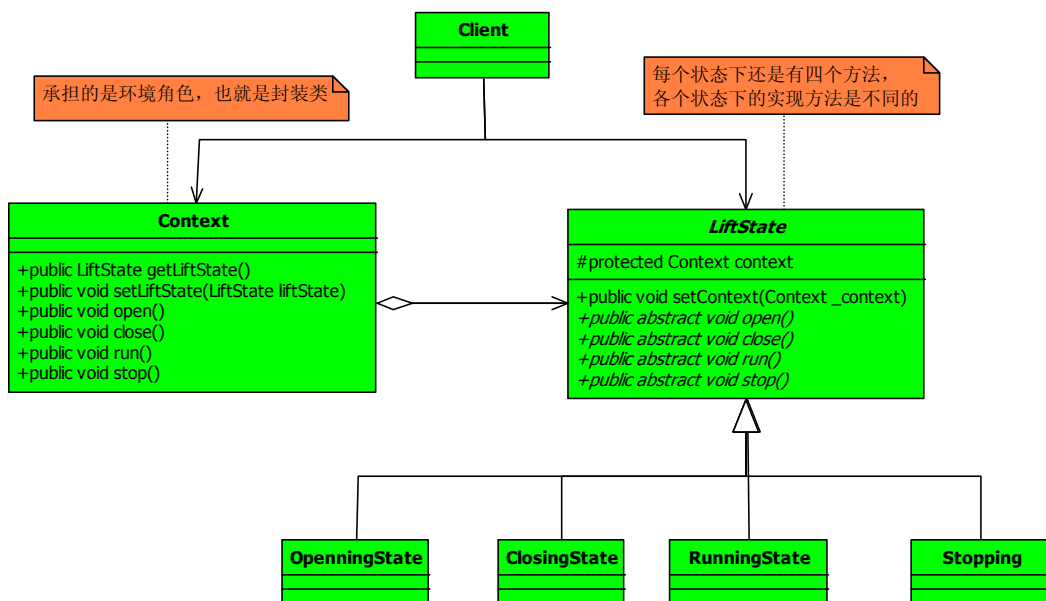 Client
承担的是环境角色，也就是封装类
每个状态下还是有四个方法，
各个状态下的实现方法是不同的
Context
+public LiftState getLiftState()
+public void setLiftState(LiftState liftState)
+public void open()
+public void close()
+public void run()
+public void stop()
LiftState
#protected Context context
+public void setContext(Context _context)
+public abstract void open()
+public abstract void close()
+public abstract void run()
+public abstract void stop()
OpenningState
ClosingState
RunningState
Stopping